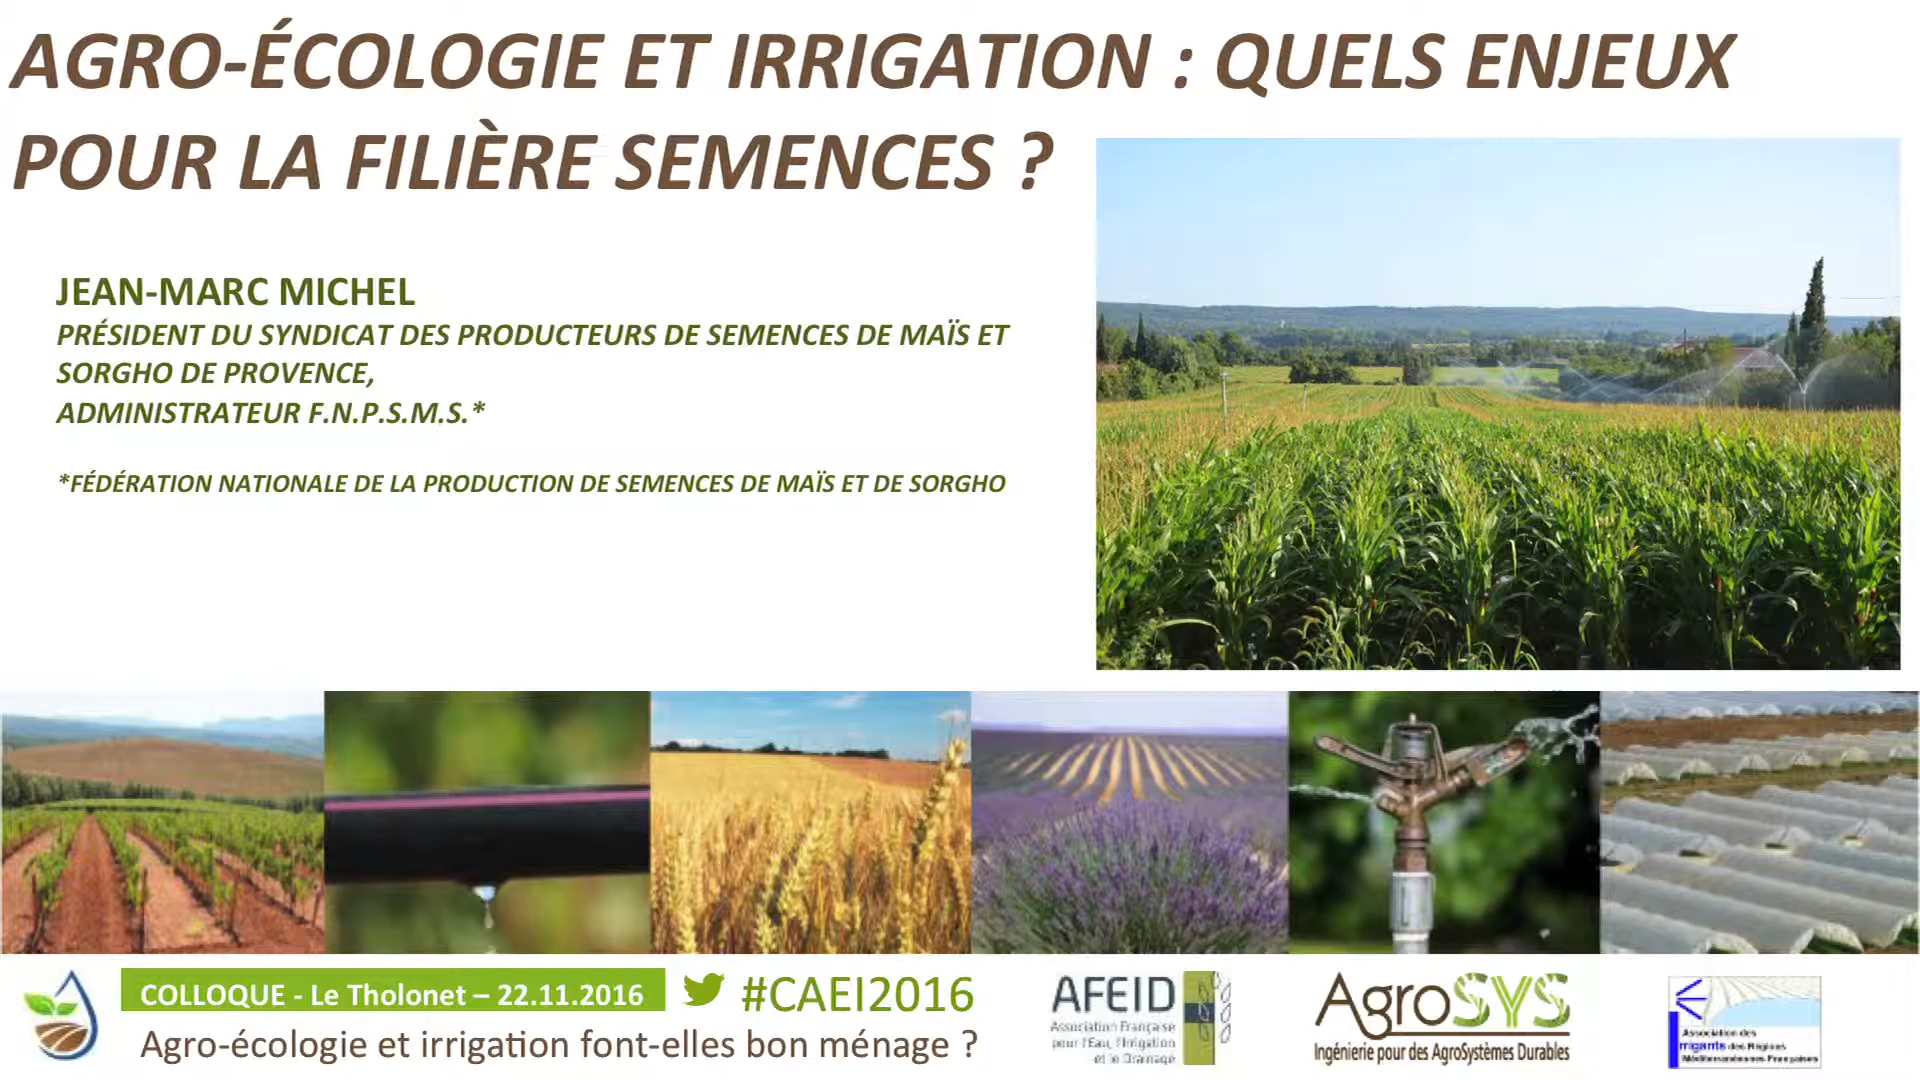 AGRO-ÉCOLOGIE ET IRRIGATION : QUELS ENJEUX
POUR LA FILIÈRE SEMENCES ?
JEAN-MARC MICHEL
PRÉSIDENT DU SYNDICAT DES PRODUCTEURS DE SEMENCES DE MAÏS ET
SORGHO DE PROVENCE,
ADMINISTRATEUR F.N.P.S.M.S.*
*FÉDÉRATION NATIONALE DE LA PRODUCTION DE SEMENCES DE MAÏS ET DE SORGHO
COLLOQUE - Le Tholonet – 22.11.2016
#CAEI2016
Agro-écologie et irrigation font-elles bon ménage ?
AFEID
Association Française
pour l'Eau, l'Irrigation
et le Drainage
AgroSYS
Ingénierie pour des AgroSystèmes Durables
Association des
Irrigants des Régions
Méditerranéennes Françaises